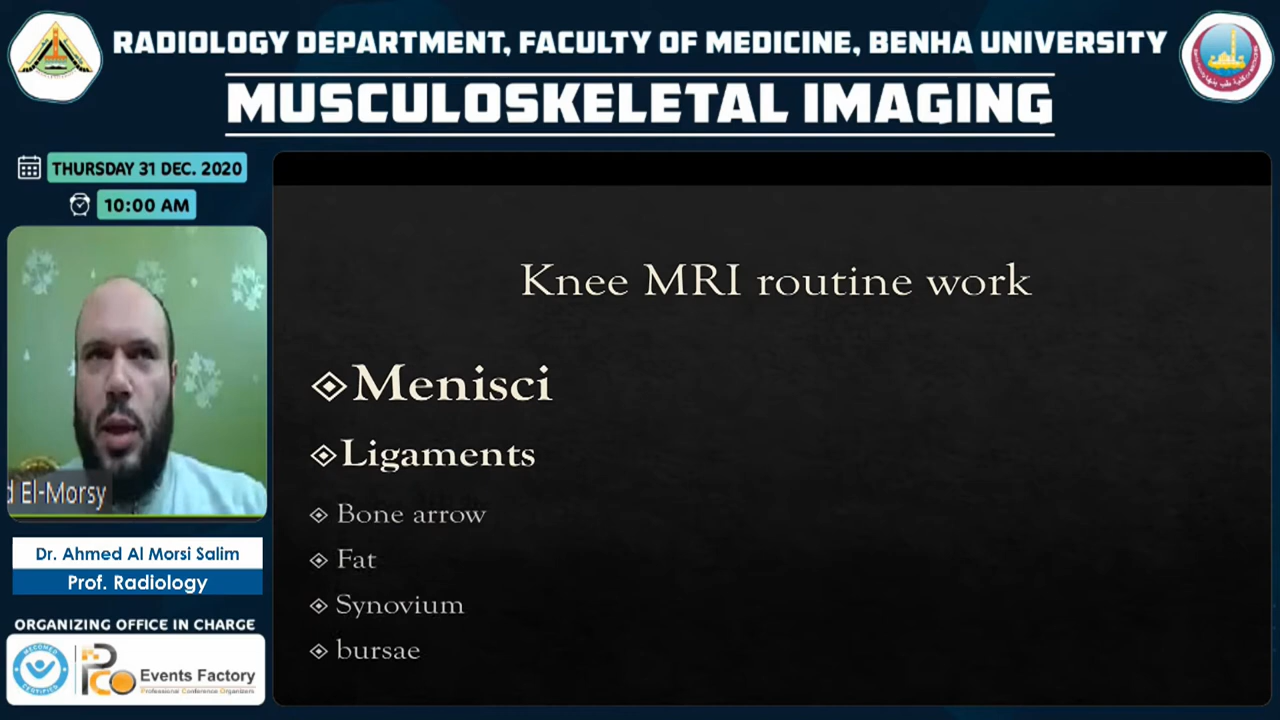 RADIOLOGY DEPARTMENT, FACULTY OF MEDICINE, BENHA UNIVERSITY
MUSCULOSKELETAL IMAGING
THURSDAY 31 DEC. 2020
10:00 AM
Knee MRI routine work
Menisci
Ligaments
Bone arrow
Fat
Synovium
bursae
d El-Morsy
Dr. Ahmed Al Morsi Salim
Prof. Radiology
ORGANIZING OFFICE IN CHARGE
MECOMED
CERTIFIED
PCO
Events Factory
Professional Conference Organizers